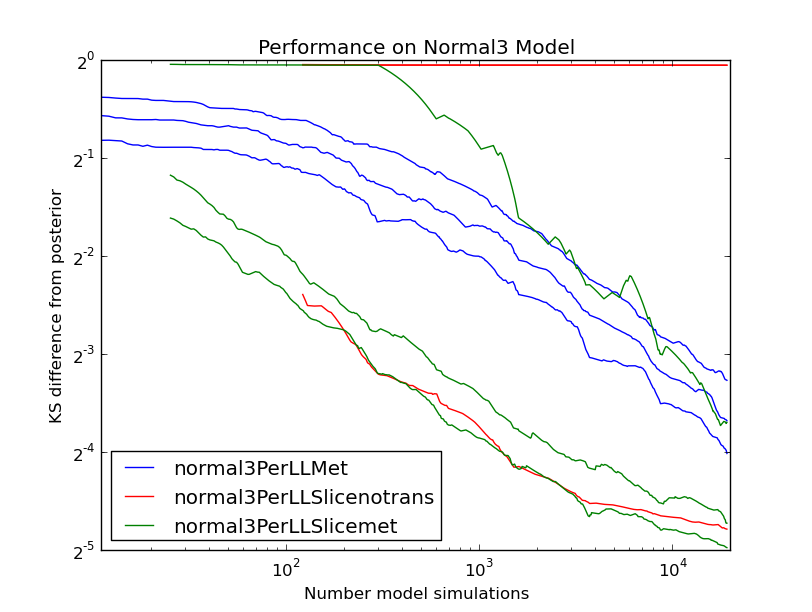 Performance on Normal3 Model
KS difference from posterior
2^0
2^-1
2^-2
2^-3
2^-4
2^-5
normal3PerLLMet
normal3PerLLSlicenotrans
normal3PerLLSlicemet
10^2 10^3 10^4
Number model simulations